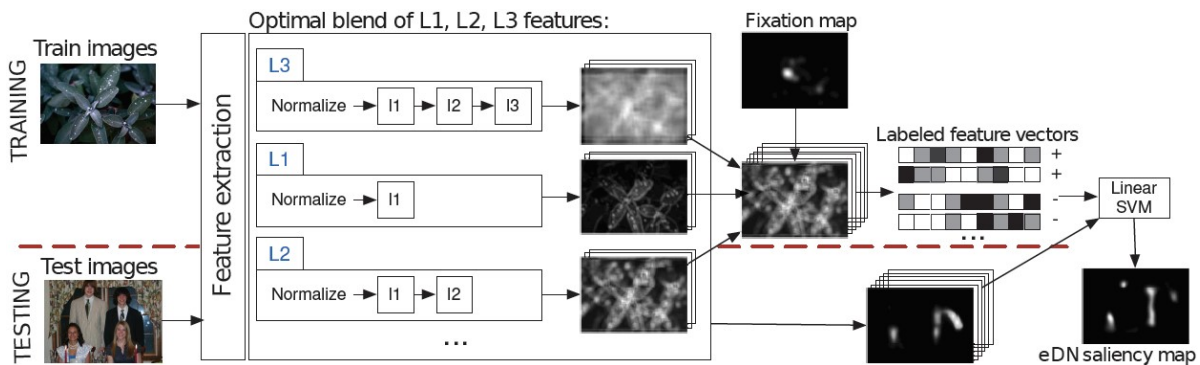 Optimal blend of L1, L2, L3 features:
Fixation map
Train images
TRAINING
Feature extraction
L3
Normalize
l1
l2
l3
L1
Normalize
l1
L2
Normalize
l1
l2
...
Labeled feature vectors
+
+
-
-
...
Linear
SVM
TESTING
Test images
eDN saliency map